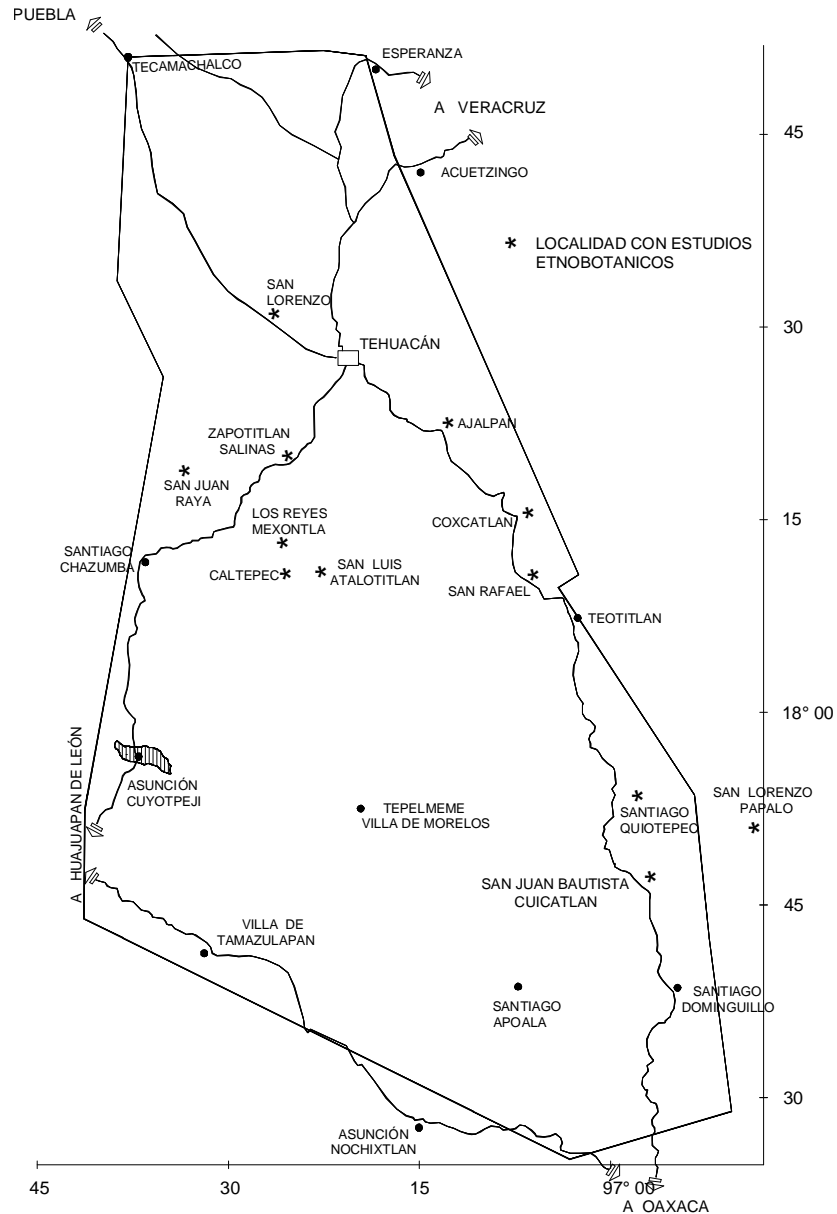 PUEBLA
ESPERANZA
TECAMACHALCO
A VERACRUZ
45
ACUETZINGO
LOCALIDAD CON ESTUDIOS
ETNOBOTANICOS
SAN
LORENZO
30
TEHUACÁN
AJALPAN
ZAPOTITLAN
SALINAS
SAN JUAN
RAYA
LOS REYES
MEXONTLA
COXCATLAN
15
SANTIAGO
CHAZUMBA
CALTEPEC
SAN LUIS
ATALOTITLAN
SAN RAFAEL
TEOTITLAN
18° 00
A HUAJUAPAN DE LEÓN
ASUNCIÓN
CUYOTPEJI
TEPELMEME
VILLA DE MORELOS
SANTIAGO
QUIOTEPEC
SAN LORENZO
PAPALO
SAN JUAN BAUTISTA
CUICATLAN
45
VILLA DE
TAMAZULAPAN
SANTIAGO
APOALA
SANTIAGO
DOMINGUILLO
30
ASUNCIÓN
NOCHIXTLAN
45
30
15
97° 00
A OAXACA